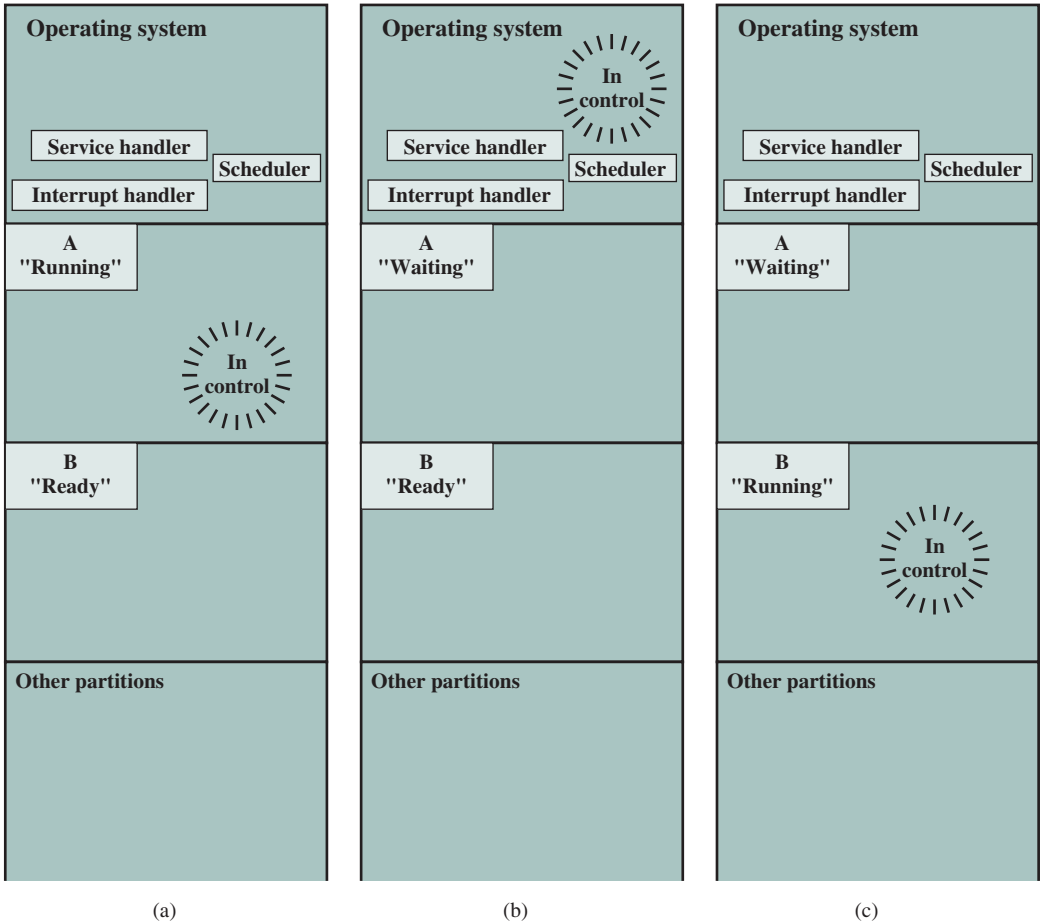 Operating system
Service handler
Scheduler
Interrupt handler
A
"Running"
In
control
B
"Ready"
Other partitions
(a)
Operating system
In
control
Service handler
Scheduler
Interrupt handler
A
"Waiting"
B
"Ready"
Other partitions
(b)
Operating system
Service handler
Scheduler
Interrupt handler
A
"Waiting"
B
"Running"
In
control
Other partitions
(c)